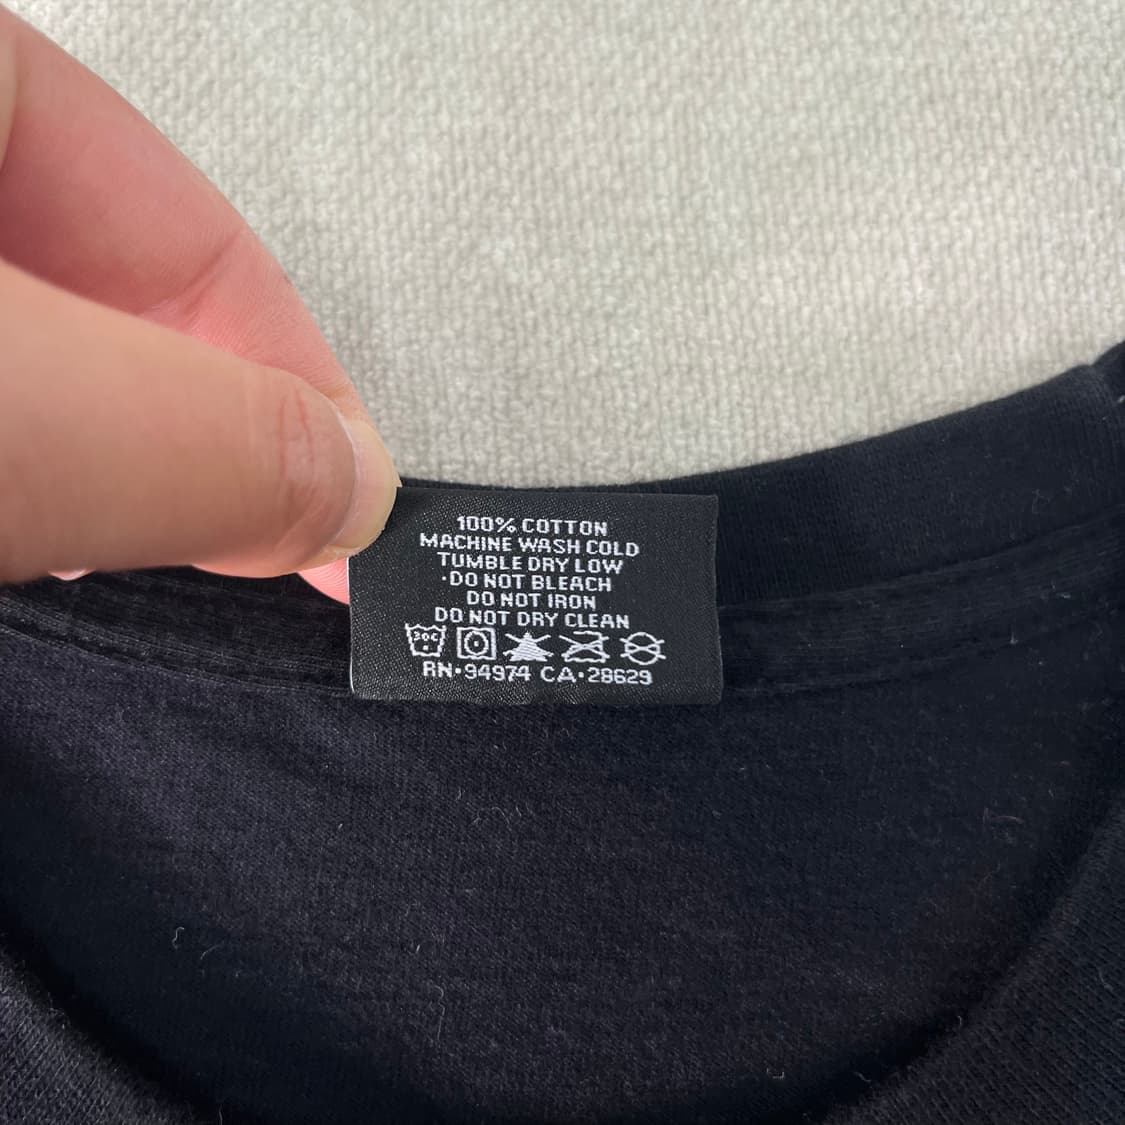 100% COTTON
MACHINE WASH COLD
TUMBLE DRY LOW
·DO NOT BLEACH
DO NOT IRON
DO NOT DRY CLEAN
30C
RN·94974 CA·28629